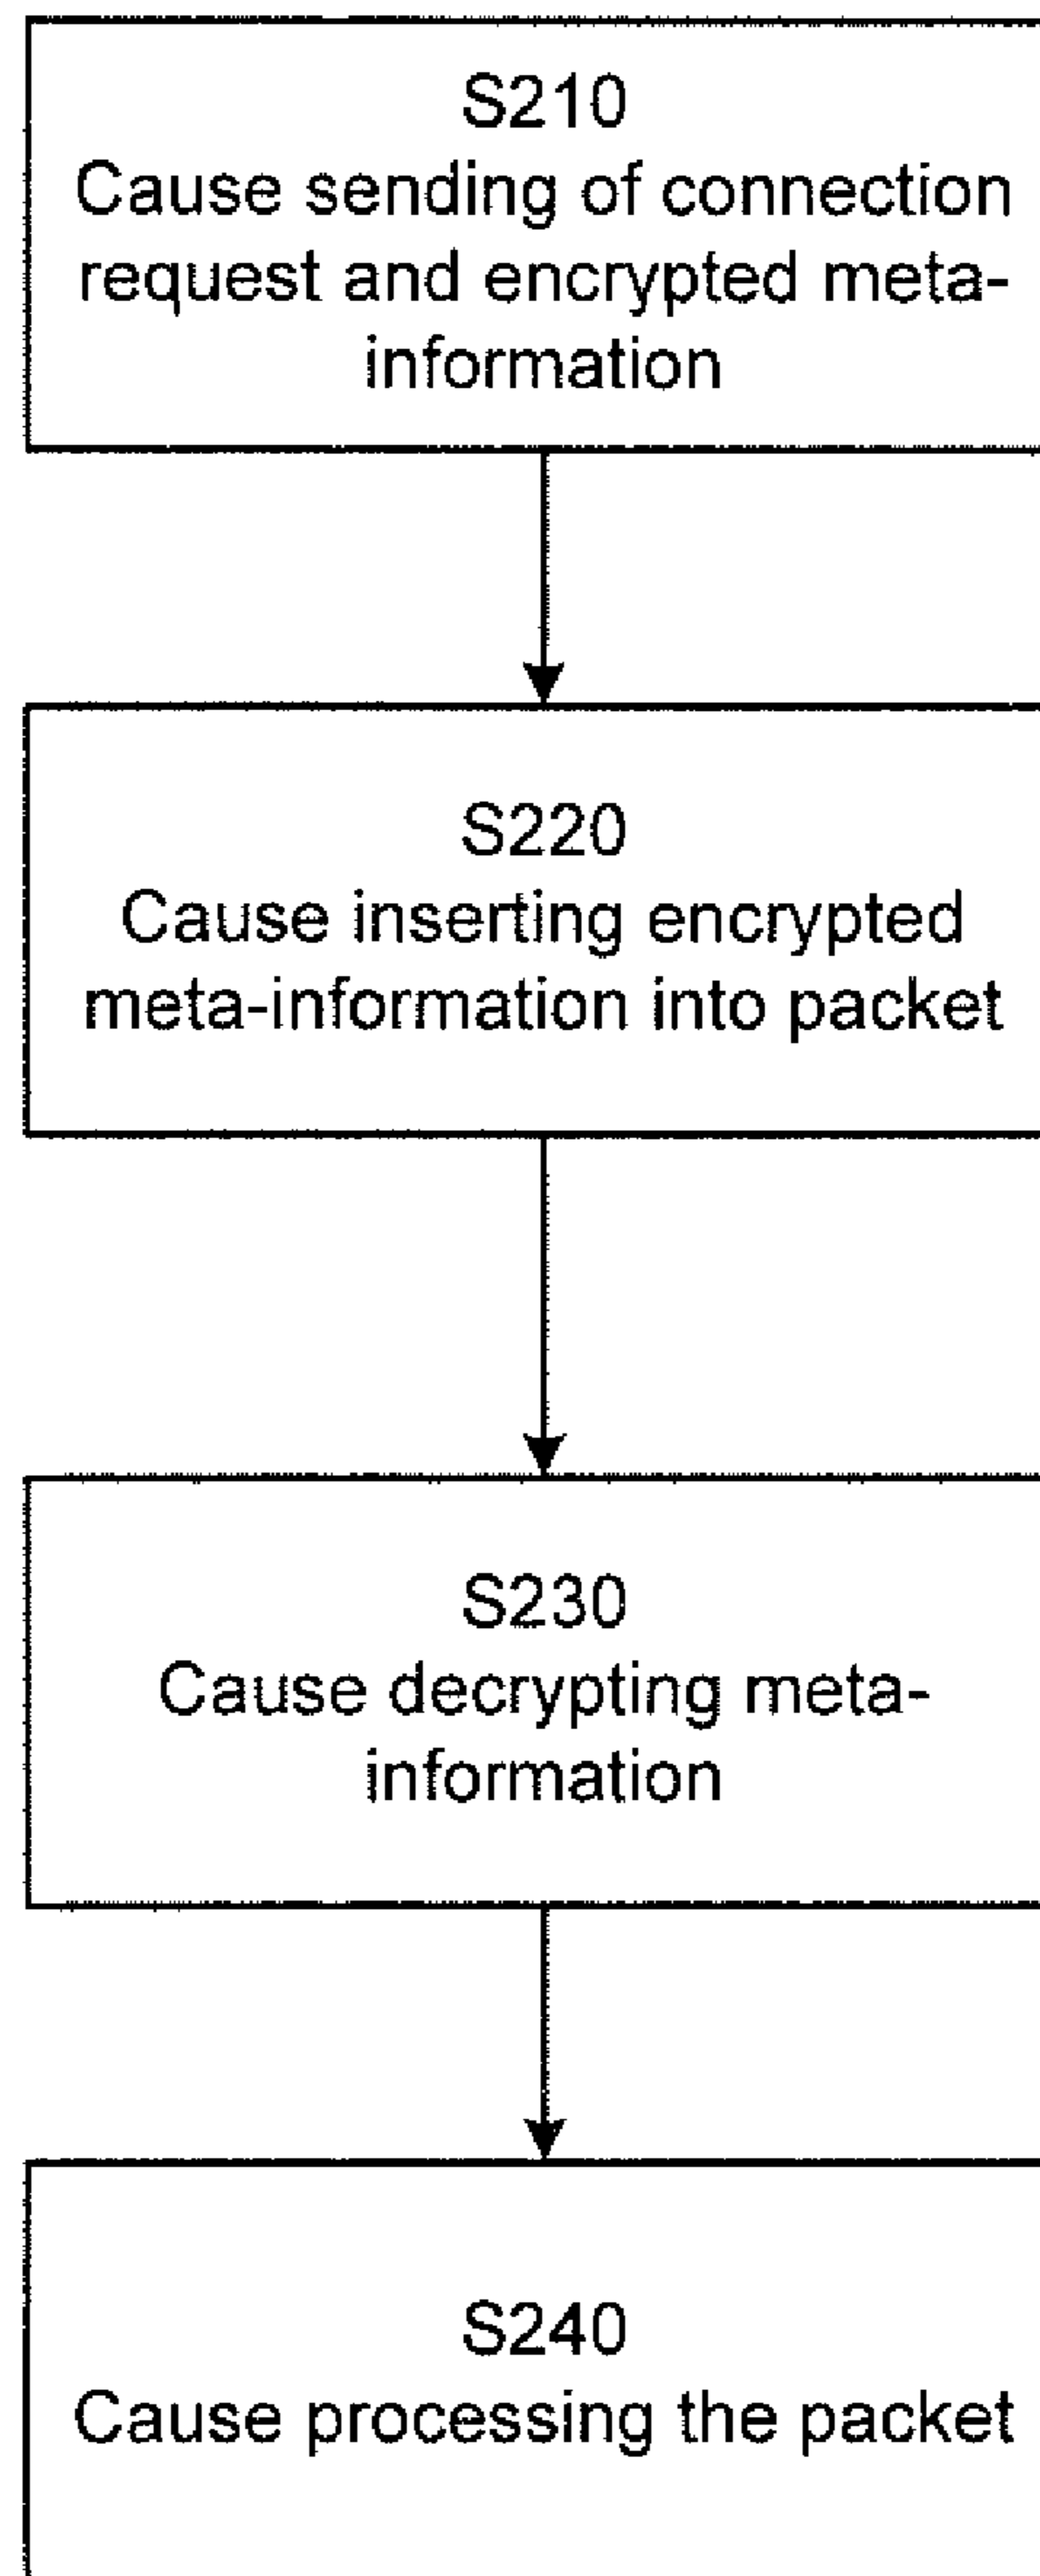 S210
Cause sending of connection
request and encrypted meta-
information
S220
Cause inserting encrypted
meta-information into packet
S230
Cause decrypting meta-
information
S240
Cause processing the packet